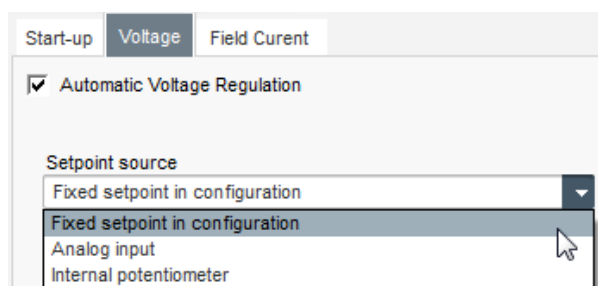 Start-up Voltage Field Curent
Automatic Voltage Regulation
Setpoint source
Fixed setpoint in configuration
Fixed setpoint in configuration
Analog input
Internal potentiometer